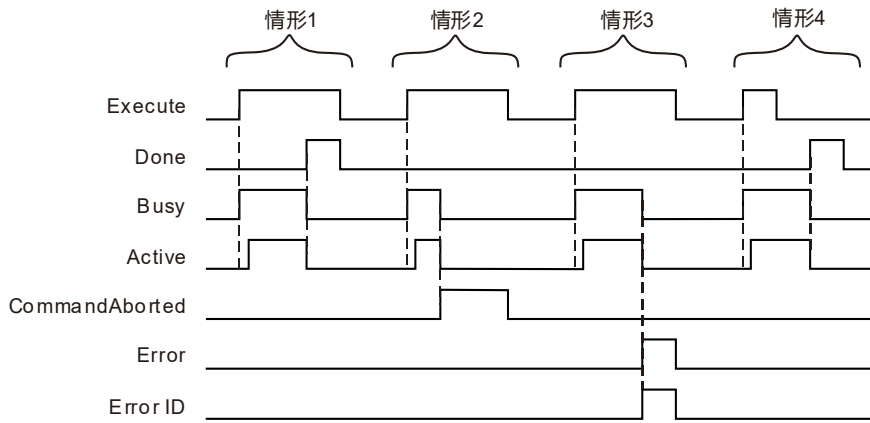 情形1 情形2 情形3 情形4
Execute
Done
Busy
Active
CommandAborted
Error
Error ID